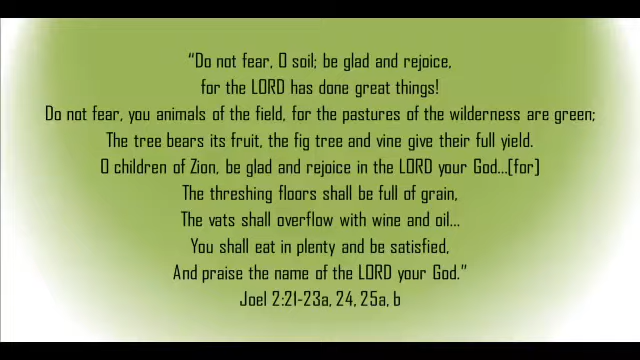 “Do not fear, O soil; be glad and rejoice,
for the LORD has done great things!
Do not fear, you animals of the field, for the pastures of the wilderness are green;
The tree bears its fruit, the fig tree and vine give their full yield.
O children of Zion, be glad and rejoice in the LORD your God...[for]
The threshing floors shall be full of grain,
The vats shall overflow with wine and oil...
You shall eat in plenty and be satisfied,
And praise the name of the LORD your God.”
Joel 2:21-23a, 24, 25a, b